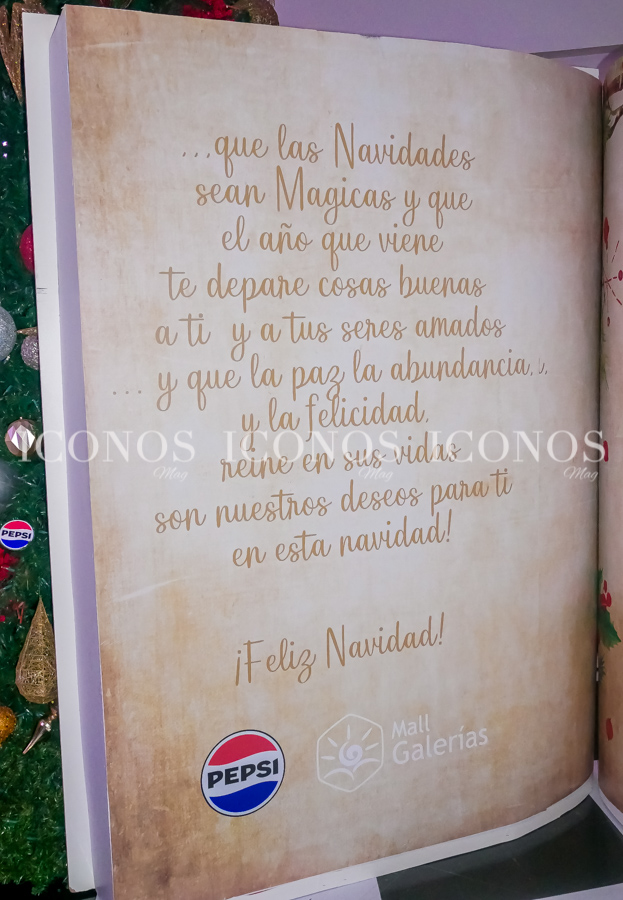 ...que las Navidades
sean Magicas y que
el año que viene
te depare cosas buenas
a ti y a tus seres amados
... y que la paz la abundancia,
y la felicidad,
ICONOS ICONOS ICONOS
Mag Mag Mag
reine en sus vidas
son nuestros deseos para ti
en esta navidad!
PEPSI
¡Feliz Navidad!
Mall
Galerías
PEPSI